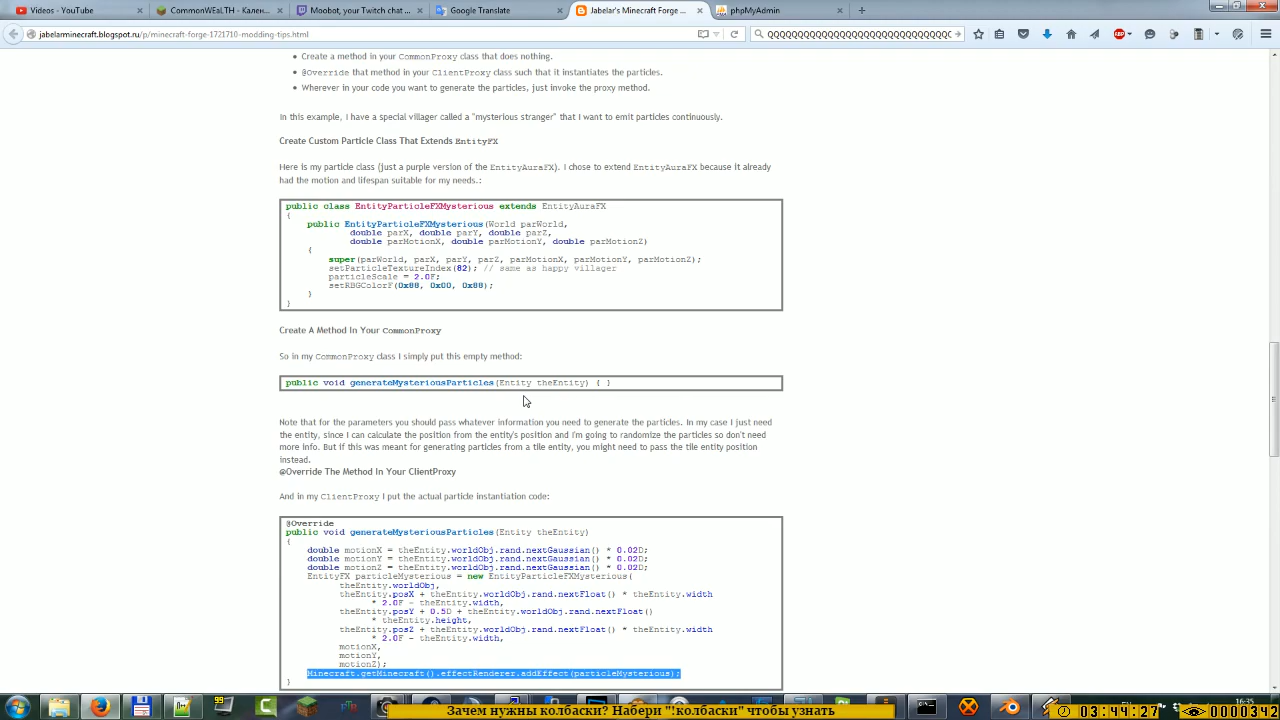 Videos - YouTube
CommonWEaLTH - Кален...
Moobot, your Twitch chat ...
Google Translate
Jabelar's Minecraft Forge ...
phpMyAdmin
jabelarminecraft.blogspot.ru/p/minecraft-forge-1721710-modding-tips.html
Create a method in your CommonProxy class that does nothing.
@Override that method in your ClientProxy class such that it instantiates the particles.
Wherever in your code you want to generate the particles, just invoke the proxy method.
In this example, I have a special villager called a "mysterious stranger" that I want to emit particles continuously.
Create Custom Particle Class That Extends EntityFX
Here is my particle class (just a purple version of the EntityAuraFX). I chose to extend EntityAuraFX because it already
had the motion and lifespan suitable for my needs.:
public class EntityParticleFXMysterious extends EntityAuraFX
{
public EntityParticleFXMysterious(World parWorld,
double parX, double parY, double parZ,
double parMotionX, double parMotionY, double parMotionZ)
{
super(parWorld, parX, parY, parZ, parMotionX, parMotionY, parMotionZ);
setParticleTextureIndex(82); // same as happy villager
particleScale = 2.0F;
setRBGColorF(0x88, 0x00, 0x88);
}
}
Create A Method In Your CommonProxy
So in my CommonProxy class I simply put this empty method:
public void generateMysteriousParticles(Entity theEntity) { }
Note that for the parameters you should pass whatever information you need to generate the particles. In my case I just need
the entity, since I can calculate the position from the entity's position and I'm going to randomize the particles so don't need
more info. But if this was meant for generating particles from a tile entity, you might need to pass the tile entity position
instead.
@Override The Method In Your ClientProxy
And in my ClientProxy I put the actual particle instantiation code:
@Override
public void generateMysteriousParticles(Entity theEntity)
{
double motionX = theEntity.worldObj.rand.nextGaussian() * 0.02D;
double motionY = theEntity.worldObj.rand.nextGaussian() * 0.02D;
double motionZ = theEntity.worldObj.rand.nextGaussian() * 0.02D;
EntityFX particleMysterious = new EntityParticleFXMysterious(
theEntity.worldObj,
theEntity.posX + theEntity.worldObj.rand.nextFloat() * theEntity.width
* 2.0F - theEntity.width,
theEntity.posY + 0.5D + theEntity.worldObj.rand.nextFloat()
* theEntity.height,
theEntity.posZ + theEntity.worldObj.rand.nextFloat() * theEntity.width
* 2.0F - theEntity.width,
motionX,
motionY,
motionZ);
Minecraft.getMinecraft().effectRenderer.addEffect(particleMysterious);
}
Зачем нужны колбаски? Набери "!колбаски" чтобы узнать
16:35
03:44:27
0000342